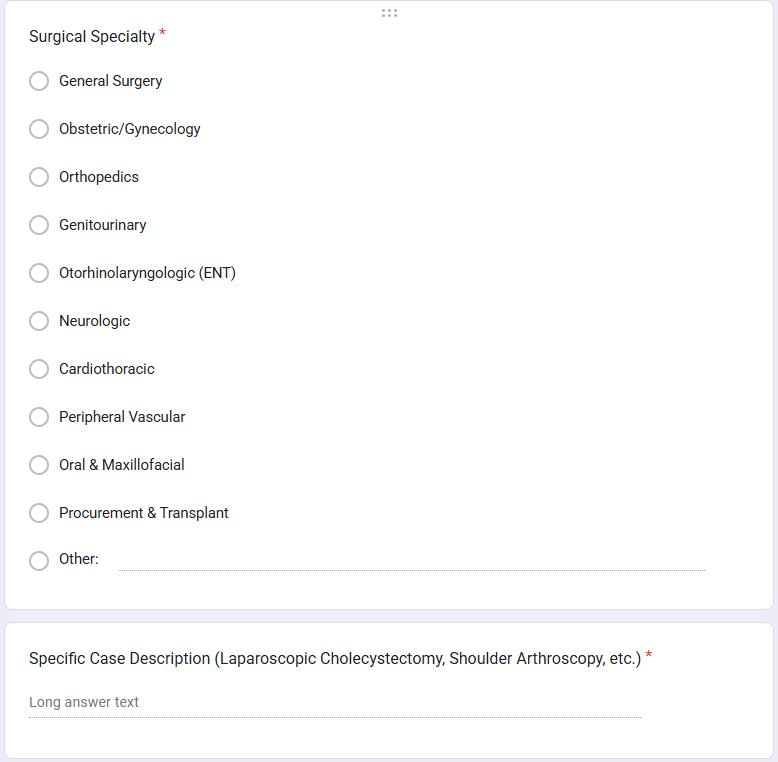 Surgical Specialty *
General Surgery
Obstetric/Gynecology
Orthopedics
Genitourinary
Otorhinolaryngologic (ENT)
Neurologic
Cardiothoracic
Peripheral Vascular
Oral & Maxillofacial
Procurement & Transplant
Other:
Specific Case Description (Laparoscopic Cholecystectomy, Shoulder Arthroscopy, etc.) *
Long answer text